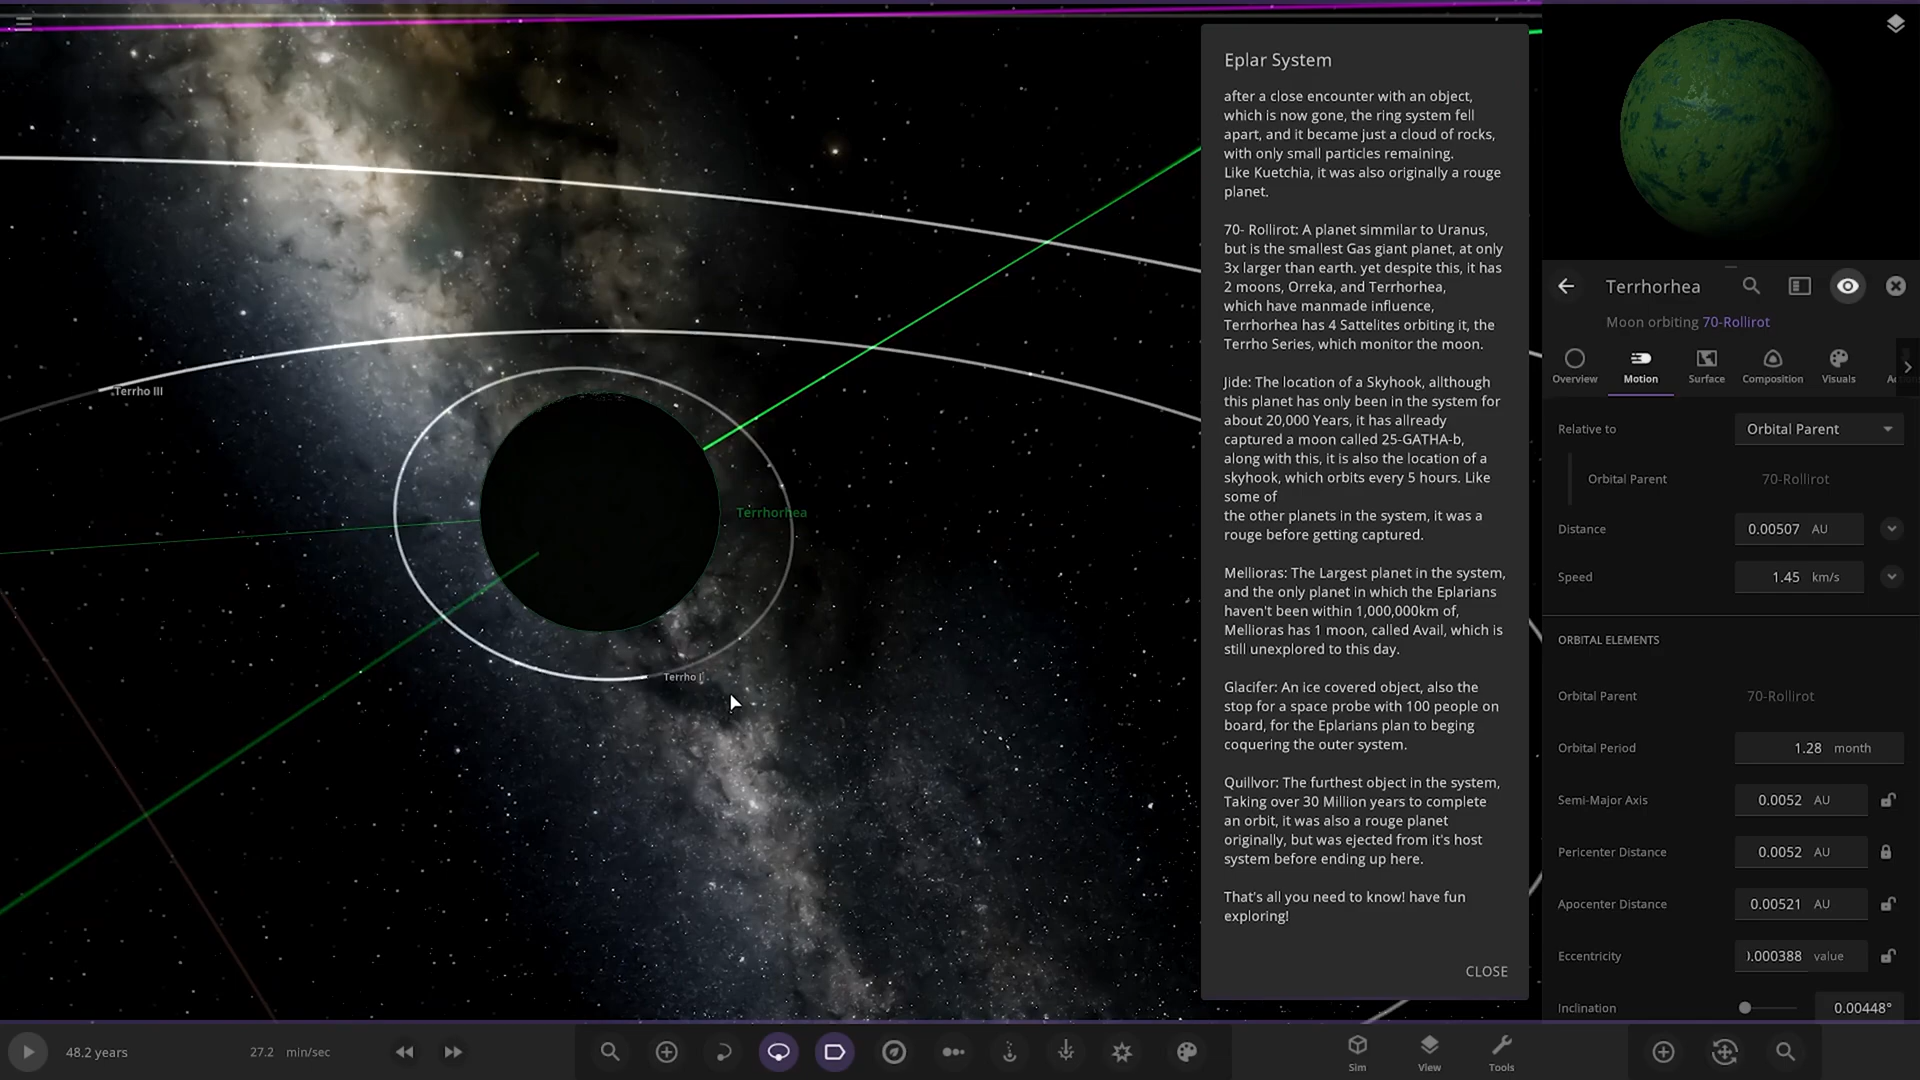 Eplar System
after a close encounter with an object,
which is now gone, the ring system fell
apart, and it became just a cloud of rocks,
with only small particles remaining.
Like Kuetchia, it was also originally a rouge
planet.
70- Rollirot: A planet simmilar to Uranus,
but is the smallest Gas giant planet, at only
3x larger than earth. yet despite this, it has
2 moons, Orreka, and Terrhorhea,
which have manmade influence,
Terrhorhea has 4 Sattelites orbiting it, the
Terrho Series, which monitor the moon.
Jide: The location of a Skyhook, allthough
this planet has only been in the system for
about 20,000 Years, it has allready
captured a moon called 25-GATHA-b,
along with this, it is also the location of a
skyhook, which orbits every 5 hours. Like
some of
the other planets in the system, it was a
rouge before getting captured.
Mellioras: The Largest planet in the system,
and the only planet in which the Eplarians
haven't been within 1,000,000km of,
Mellioras has 1 moon, called Avail, which is
still unexplored to this day.
Glacifer: An ice covered object, also the
stop for a space probe with 100 people on
board, for the Eplarians plan to beging
coquering the outer system.
Quillvor: The furthest object in the system,
Taking over 30 Million years to complete
an orbit, it was also a rouge planet
originally, but was ejected from it's host
system before ending up here.
That's all you need to know! have fun
exploring!
CLOSE
Terrho III
Terrhorhea
Terrho I
Terrhorhea
Moon orbiting 70-Rollirot
Overview
Motion
Surface
Composition
Visuals
Relative to
Orbital Parent
Orbital Parent
70-Rollirot
Distance
0.00507 AU
Speed
1.45 km/s
ORBITAL ELEMENTS
Orbital Parent
70-Rollirot
Orbital Period
1.28 month
Semi-Major Axis
0.0052 AU
Pericenter Distance
0.0052 AU
Apocenter Distance
0.00521 AU
Eccentricity
.000388 value
Inclination
0.00448°
48.2 years
27.2 min/sec
Sim
View
Tools